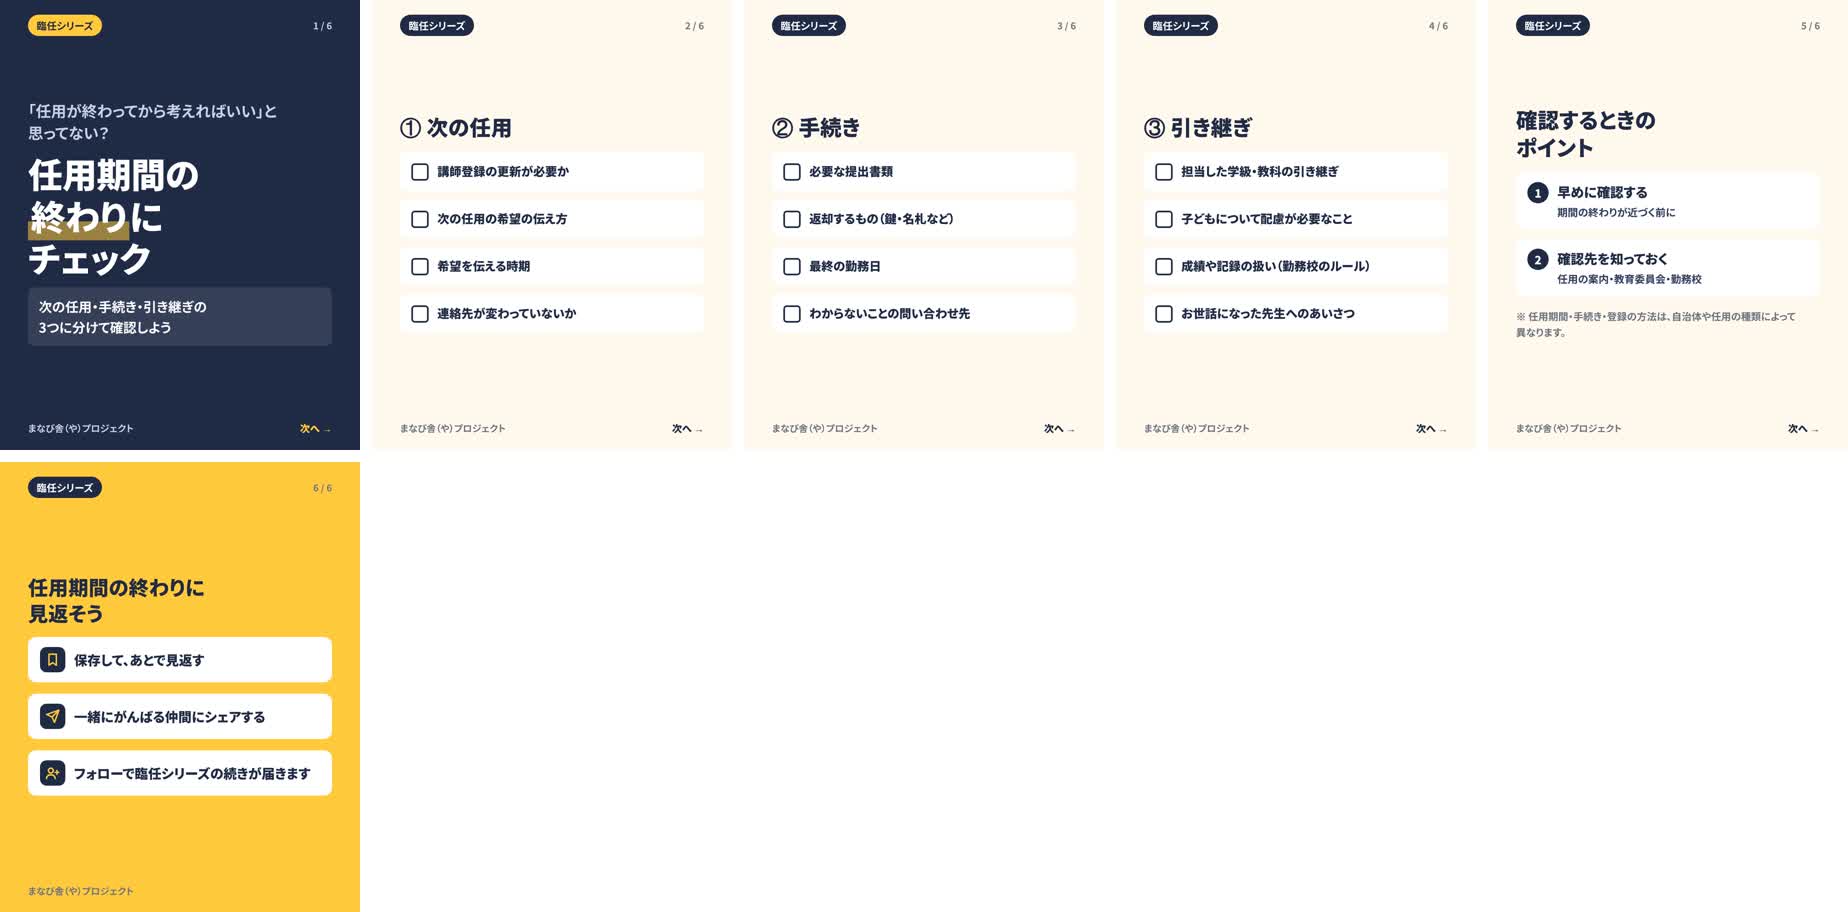 臨任シリーズ
1 / 6
「任用が終わってから考えればいい」と
思ってない？
任用期間の
終わりに
チェック
次の任用・手続き・引き継ぎの
3つに分けて確認しよう
まなび舎（や）プロジェクト
次へ →
臨任シリーズ
2 / 6
① 次の任用
講師登録の更新が必要か
次の任用の希望の伝え方
希望を伝える時期
連絡先が変わっていないか
まなび舎（や）プロジェクト
次へ →
臨任シリーズ
3 / 6
② 手続き
必要な提出書類
返却するもの（鍵・名札など）
最終の勤務日
わからないことの問い合わせ先
まなび舎（や）プロジェクト
次へ →
臨任シリーズ
4 / 6
③ 引き継ぎ
担当した学級・教科の引き継ぎ
子どもについて配慮が必要なこと
成績や記録の扱い（勤務校のルール）
お世話になった先生へのあいさつ
まなび舎（や）プロジェクト
次へ →
臨任シリーズ
5 / 6
確認するときの
ポイント
1 早めに確認する
期間の終わりが近づく前に
2 確認先を知っておく
任用の案内・教育委員会・勤務校
※ 任用期間・手続き・登録の方法は、自治体や任用の種類によって
異なります。
まなび舎（や）プロジェクト
次へ →
臨任シリーズ
6 / 6
任用期間の終わりに
見返そう
保存して、あとで見返す
一緒にがんばる仲間にシェアする
フォローで臨任シリーズの続きが届きます
まなび舎（や）プロジェクト